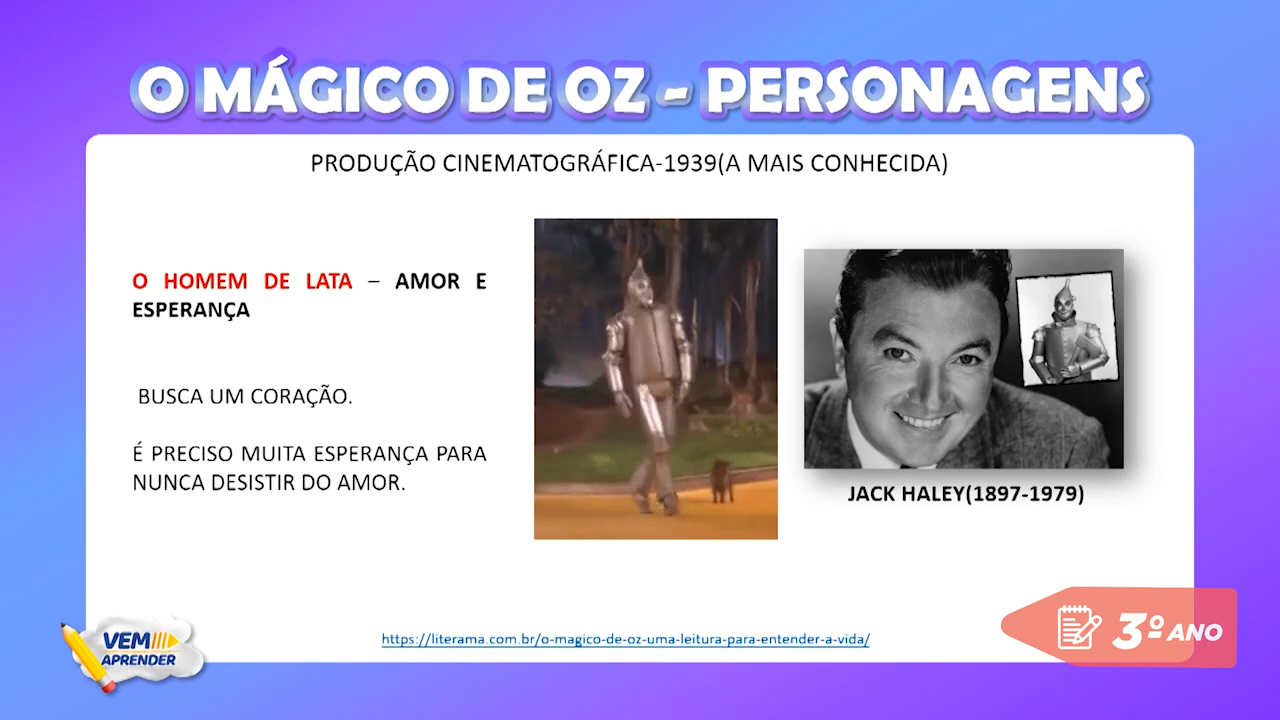 O MÁGICO DE OZ - PERSONAGENS
PRODUÇÃO CINEMATOGRÁFICA-1939(A MAIS CONHECIDA)
O HOMEM DE LATA – AMOR E
ESPERANÇA
BUSCA UM CORAÇÃO.
É PRECISO MUITA ESPERANÇA PARA
NUNCA DESISTIR DO AMOR.
JACK HALEY(1897-1979)
https://literama.com.br/o-magico-de-oz-uma-leitura-para-entender-a-vida/
VEM
APRENDER
3º ANO